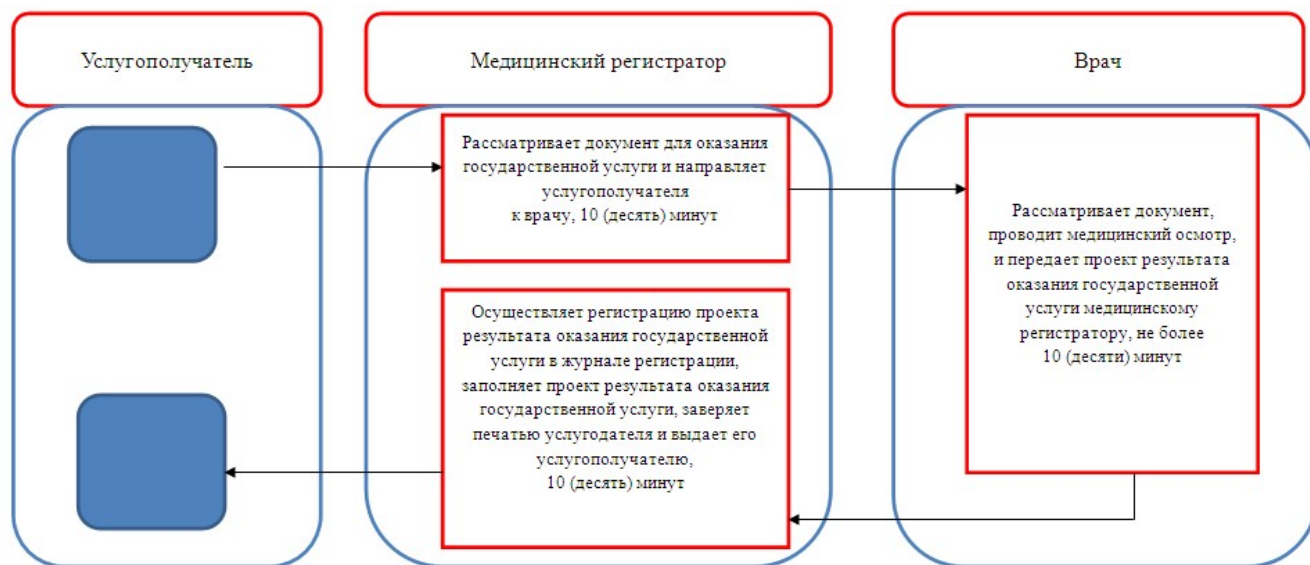 Услугополучатель
Медицинский регистратор
Врач
Рассматривает документ для оказания
государственной услуги и направляет
услугополучателя
к врачу, 10 (десять) минут
Рассматривает документ,
проводит медицинский осмотр,
и передает проект результата
оказания государственной
услуги медицинскому
регистратору, не более
10 (десяти) минут
Осуществляет регистрацию проекта
результата оказания государственной
услуги в журнале регистрации,
заполняет проект результата оказания
государственной услуги, заверяет
печатью услугодателя и выдает его
услугополучателю,
10 (десять) минут